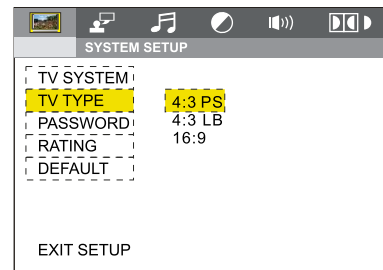 SYSTEM SETUP
TV SYSTEM
TV TYPE
4:3 PS
PASSWORD
4:3 LB
RATING
16:9
DEFAULT
EXIT SETUP